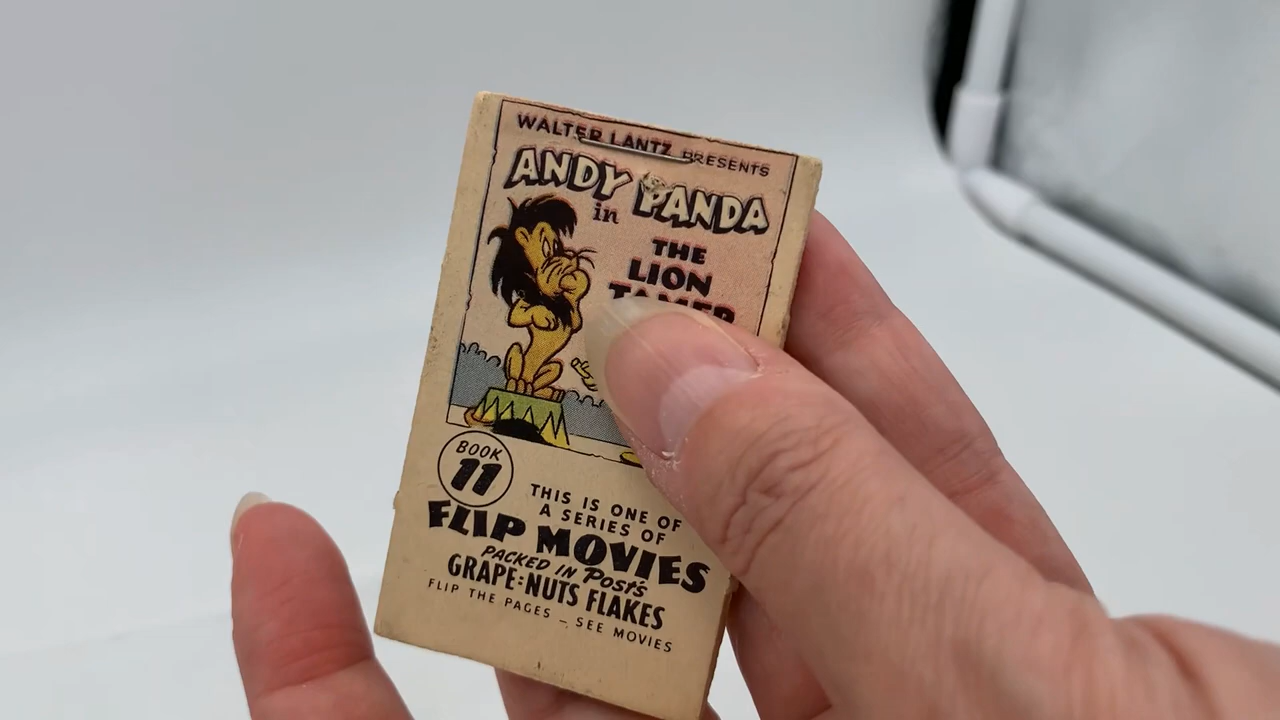 WALTER LANTZ PRESENTS
ANDY PANDA
in
THE
LION
TAMER
BOOK
11
THIS IS ONE OF
A SERIES OF
FLIP MOVIES
PACKED IN Post's
GRAPE:NUTS FLAKES
FLIP THE PAGES – SEE MOVIES